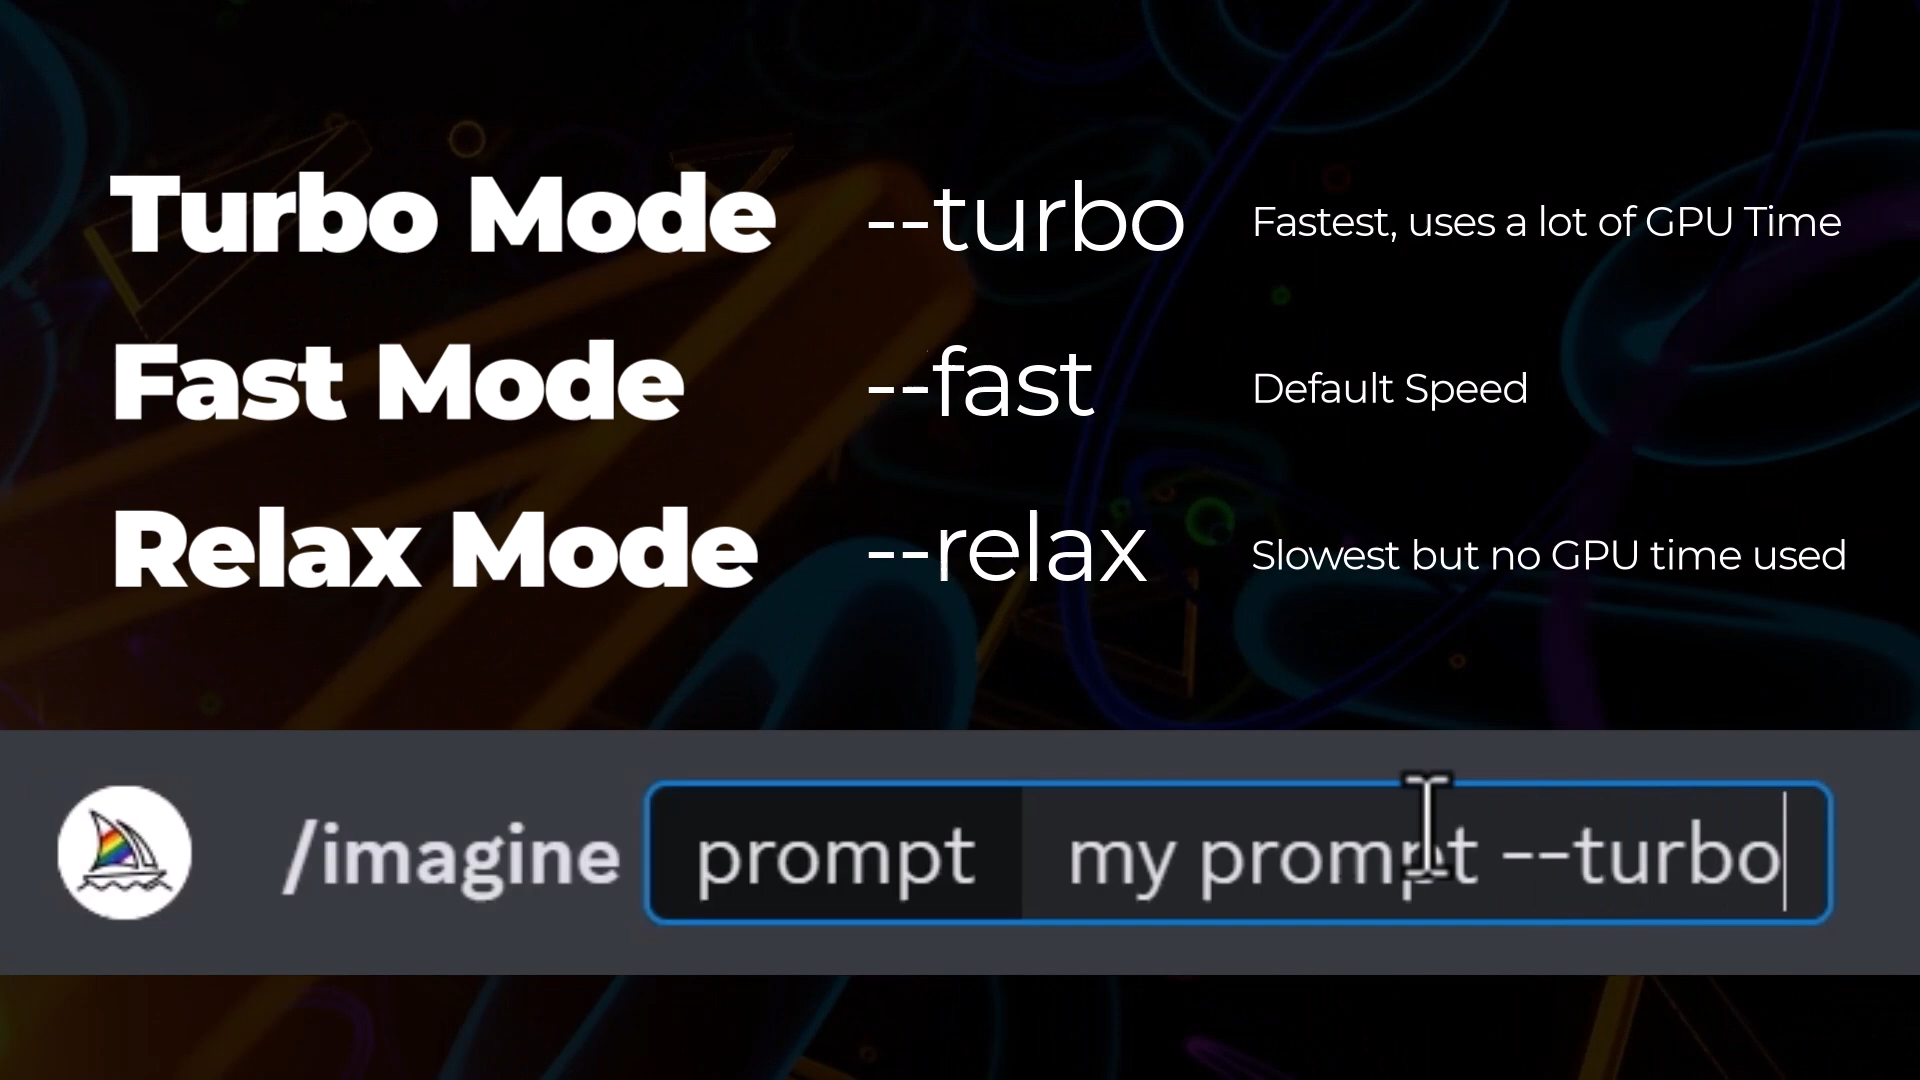 Turbo Mode --turbo Fastest, uses a lot of GPU Time
Fast Mode --fast Default Speed
Relax Mode --relax Slowest but no GPU time used
/imagine prompt my prompt --turbo